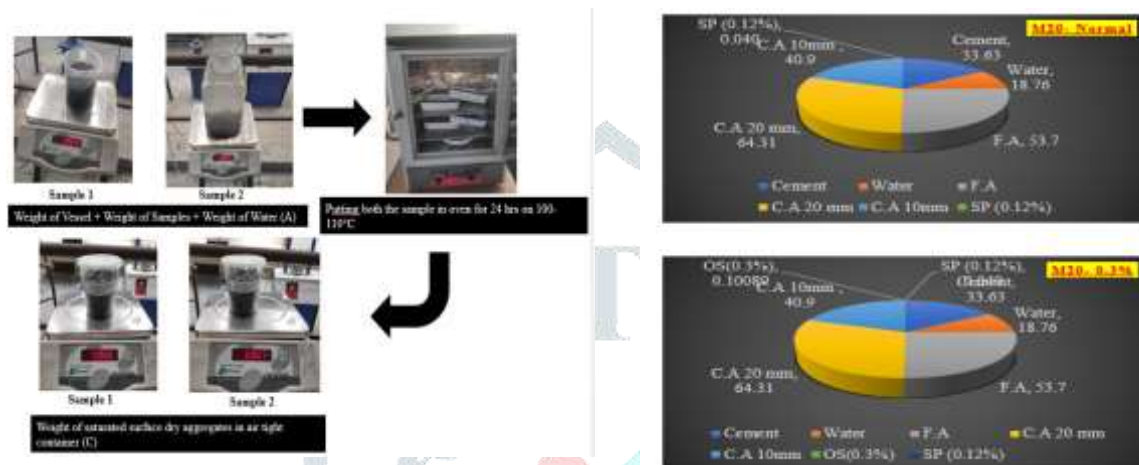 Sample 1
Sample 2
Weight of Vessel + Weight of Samples + Weight of Water (A)
Putting both the sample in oven for 24 hrs on 100-
110°C
Sample 1
Sample 2
Weight of saturated surface dry aggregates in air tight
container (C)
M20- Normal
SP (0.12%),
0.040
C.A 10mm ,
40.9
Cement,
33.63
Water,
18.76
C.A 20 mm,
64.31
F.A, 53.7
Cement
Water
F.A
C.A 20 mm
C.A 10mm
SP (0.12%)
M20- 0.3%
OS(0.3%),
0.10089
C.A 10mm ,
40.9
SP (0.12%),
33.63
Water,
18.76
C.A 20 mm,
64.31
F.A, 53.7
Cement
Water
F.A
C.A 20 mm
C.A 10mm
OS(0.3%)
SP (0.12%)